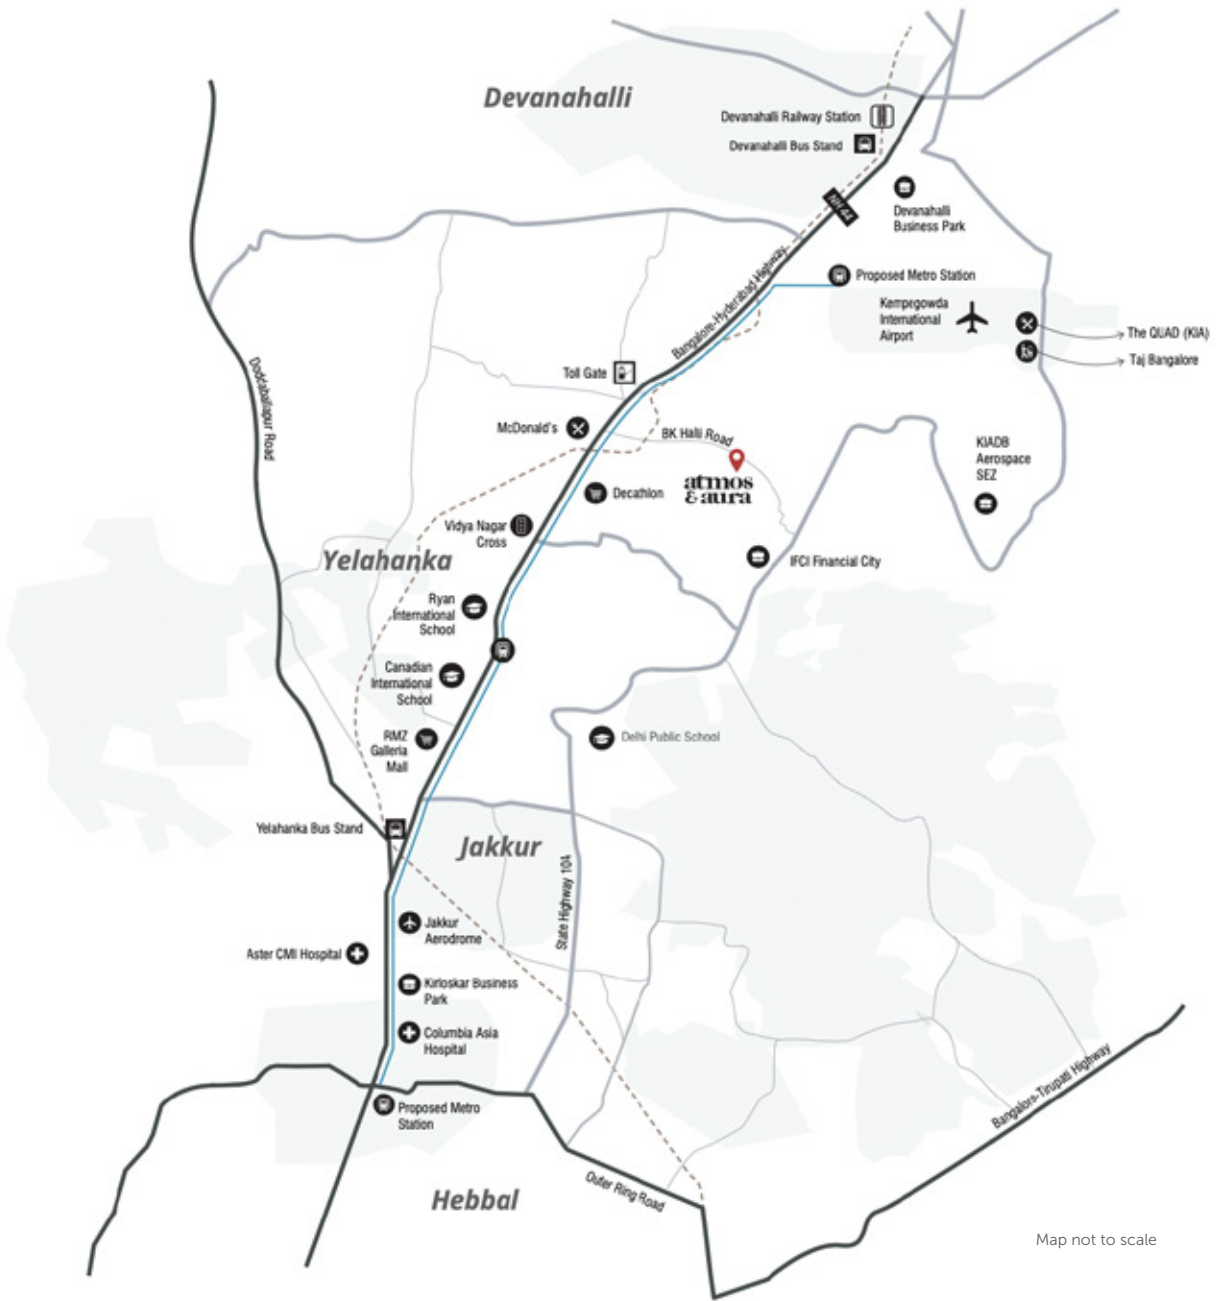 Devanahalli
Devanahalli Railway Station
Devanahalli Bus Stand
NH 44
Devanahalli
Business Park
Proposed Metro Station
Bangalore-Hyderabad Highway
Kempegowda
International
Airport
The QUAD (KIA)
Taj Bangalore
Toll Gate
Doddaballapur Road
McDonald's
BK Halli Road
atmos
& aura
KIADB
Aerospace
SEZ
Decathlon
Vidya Nagar
Cross
Yelahanka
IFCI Financial City
Ryan
International
School
Canadian
International
School
RMZ
Galleria
Mall
Delhi Public School
Yelahanka Bus Stand
Jakkur
State Highway 104
Jakkur
Aerodrome
Aster CMI Hospital
Kirloskar Business
Park
Columbia Asia
Hospital
Bangalore-Tirupati Highway
Proposed Metro
Station
Outer Ring Road
Hebbal
Map not to scale